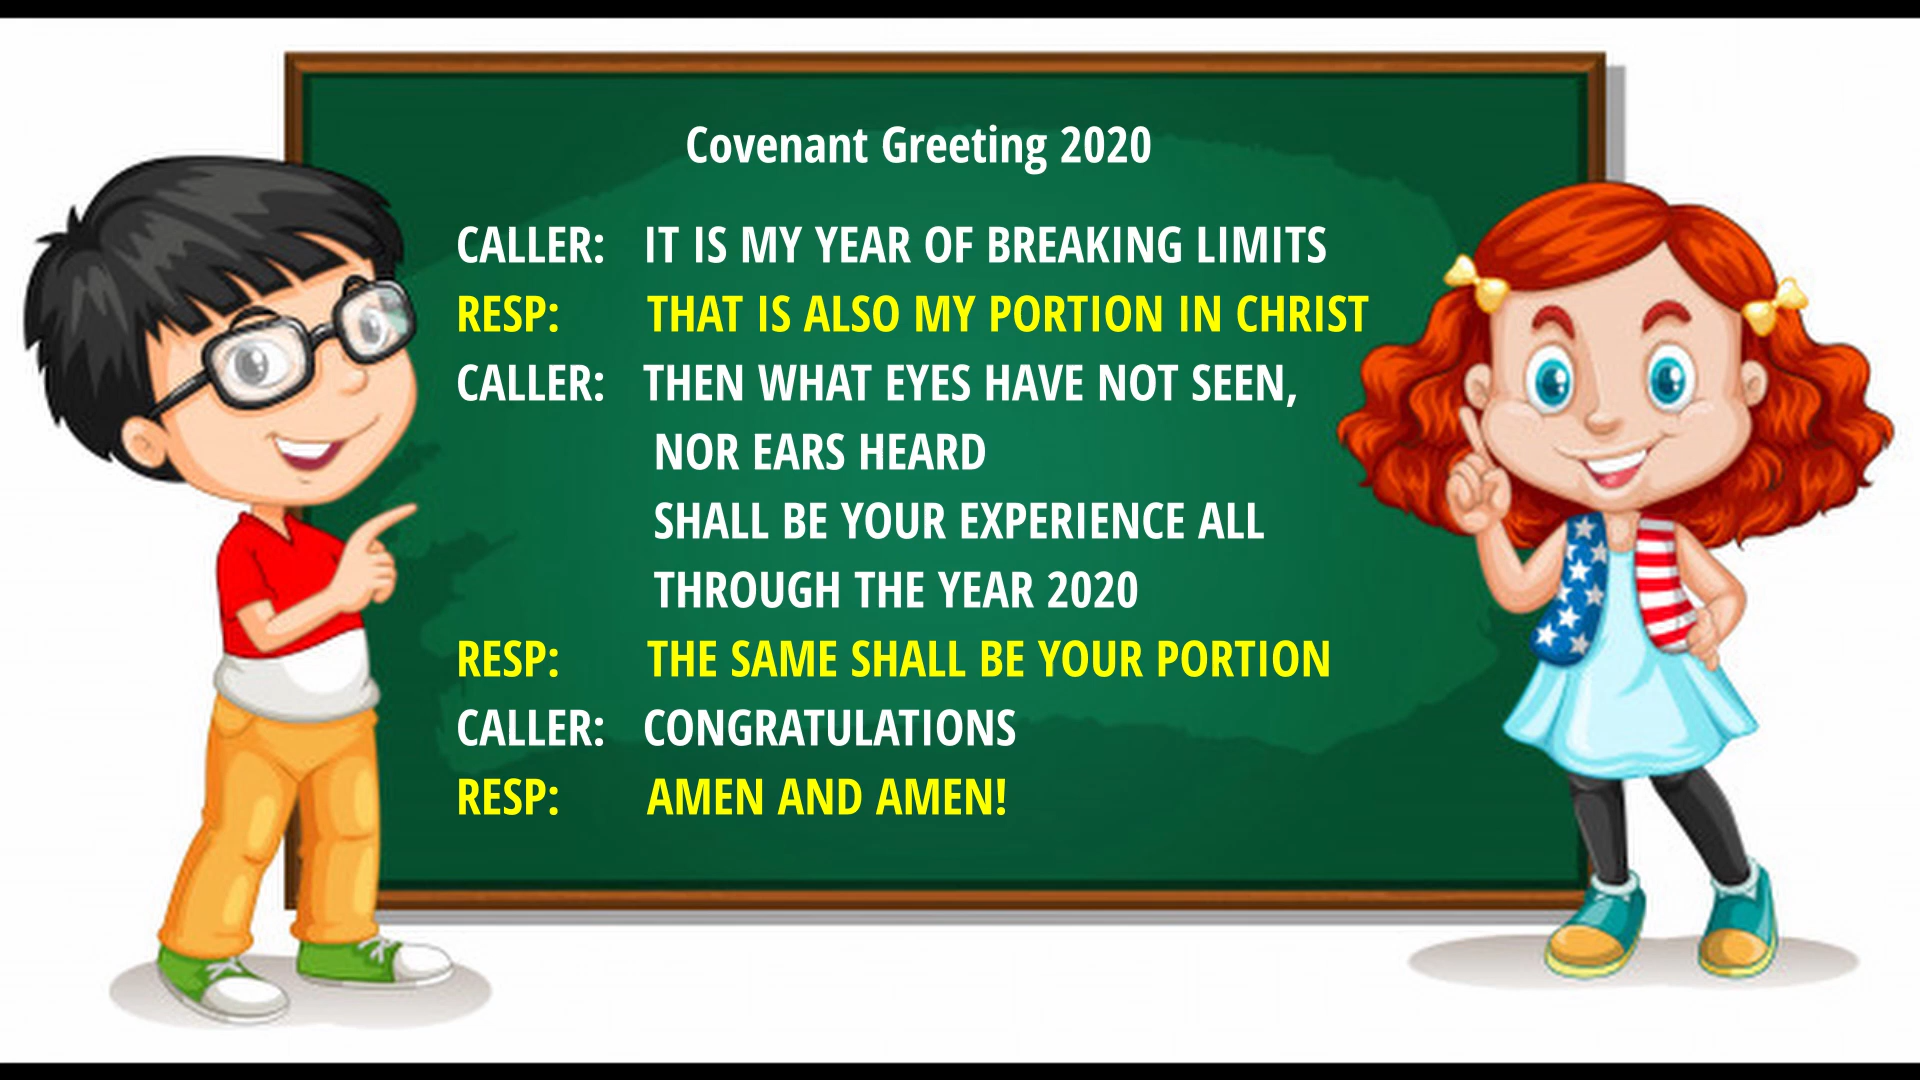 Covenant Greeting 2020
CALLER: IT IS MY YEAR OF BREAKING LIMITS
RESP: THAT IS ALSO MY PORTION IN CHRIST
CALLER: THEN WHAT EYES HAVE NOT SEEN,
NOR EARS HEARD
SHALL BE YOUR EXPERIENCE ALL
THROUGH THE YEAR 2020
RESP: THE SAME SHALL BE YOUR PORTION
CALLER: CONGRATULATIONS
RESP: AMEN AND AMEN!